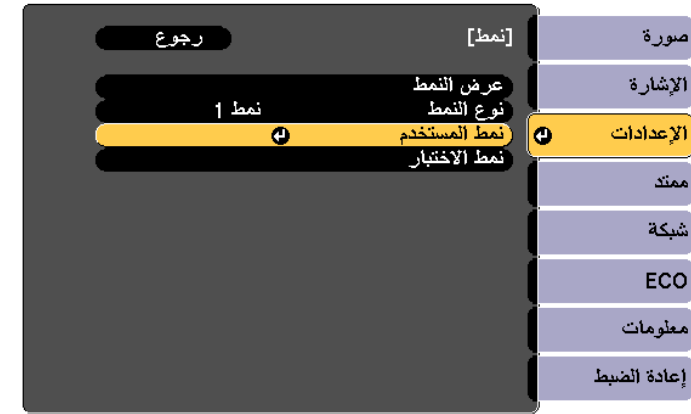 [نمط]
رجوع
عرض النمط
نوع النمط نمط 1
نمط المستخدم
نمط الاختبار
صورة
الإشارة
الإعدادات
ممتد
شبكة
ECO
معلومات
إعادة الضبط